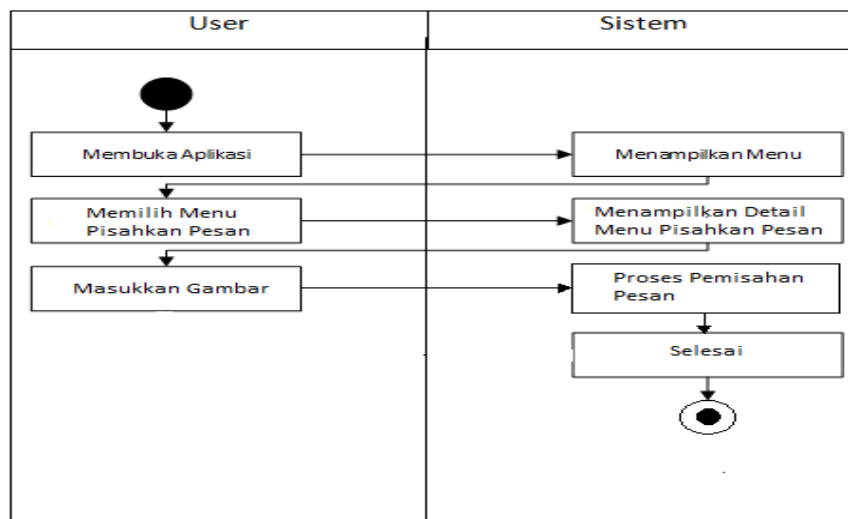 User
Sistem
Membuka Aplikasi
Menampilkan Menu
Memilih Menu
Pisahkan Pesan
Menampilkan Detail
Menu Pisahkan Pesan
Masukkan Gambar
Proses Pemisahan
Pesan
Selesai